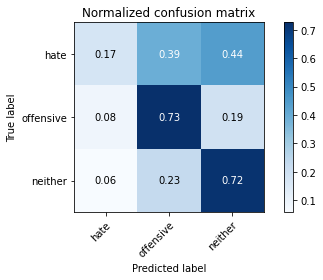 Normalized confusion matrix
True label
hate
0.17 0.39 0.44
offensive
0.08 0.73 0.19
neither
0.06 0.23 0.72
hate
offensive
neither
Predicted label
0.7
0.6
0.5
0.4
0.3
0.2
0.1